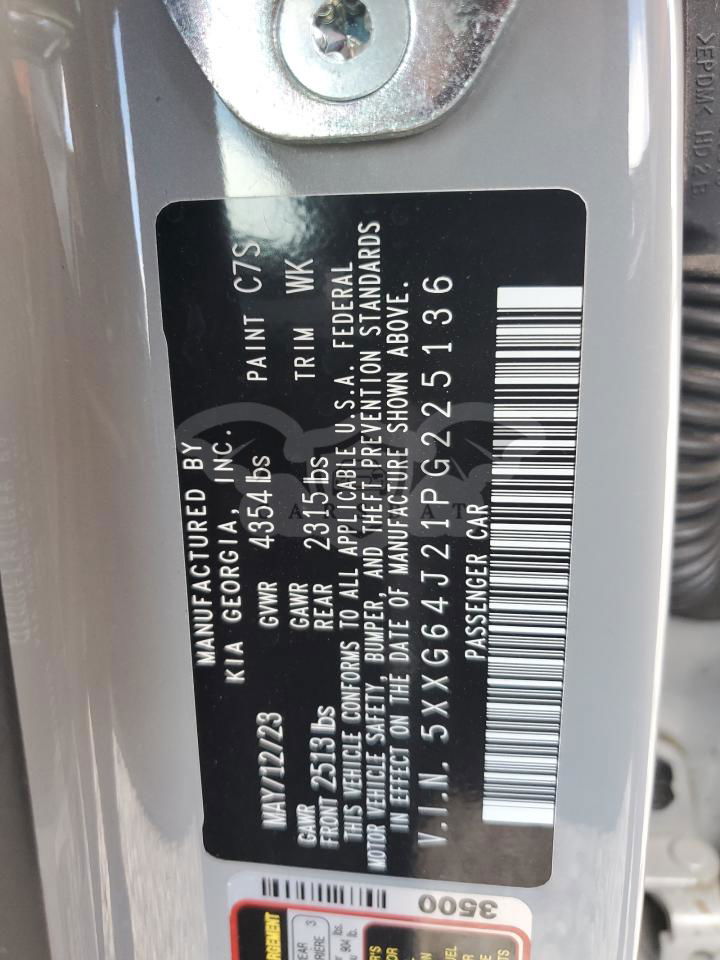 MANUFACTURED BY
KIA GEORGIA, INC.
MAY/12/23 GVWR 4354 lbs PAINT C7S
GAWR FRONT 2513 lbs GAWR REAR 2315 lbs TRIM WK
THIS VEHICLE CONFORMS TO ALL APPLICABLE U.S.A. FEDERAL
MOTOR VEHICLE SAFETY, BUMPER, AND THEFT PREVENTION STANDARDS
IN EFFECT ON THE DATE OF MANUFACTURE SHOWN ABOVE.
V.I.N. 5XXG64J21PG225136
PASSENGER CAR
3500
>EPDM<